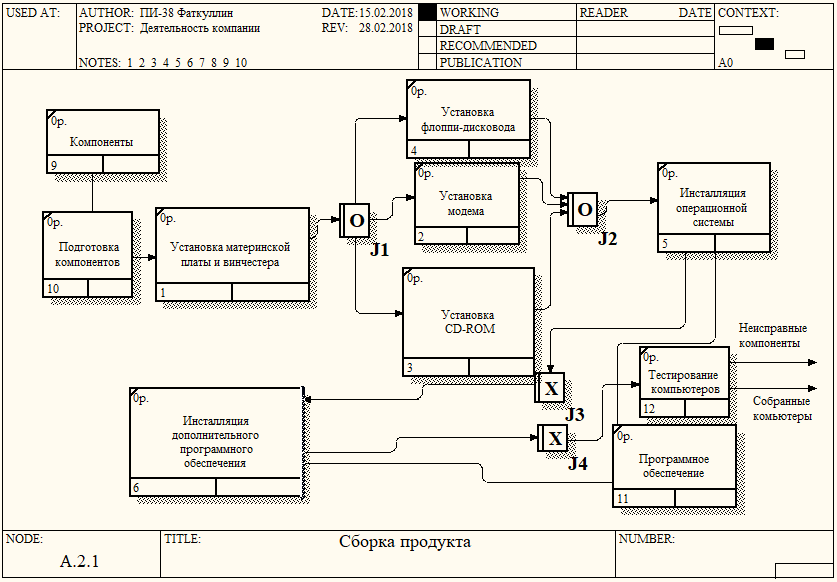 USED AT:
AUTHOR: ПИ-38 Фаткуллин
DATE:15.02.2018
PROJECT: Деятельность компании
REV: 28.02.2018
NOTES: 1 2 3 4 5 6 7 8 9 10
WORKING
DRAFT
RECOMMENDED
PUBLICATION
READER DATE
CONTEXT:
A0
0р.
Компоненты
9
0р.
Подготовка
компонентов
10
0р.
Установка материнской
платы и винчестера
1
O
J1
0р.
Установка
флоппи-дисковода
4
0р.
Установка
модема
2
0р.
Установка
CD-ROM
3
O
J2
0р.
Инсталляция
операционной
системы
5
X
J3
0р.
Инсталляция
дополнительного
программного
обеспечения
6
X
J4
0р.
Тестирование
компьютеров
12
Неисправные
компоненты
Собранные
комьютеры
0р.
Программное
обеспечение
11
NODE:
А.2.1
TITLE:
Сборка продукта
NUMBER: